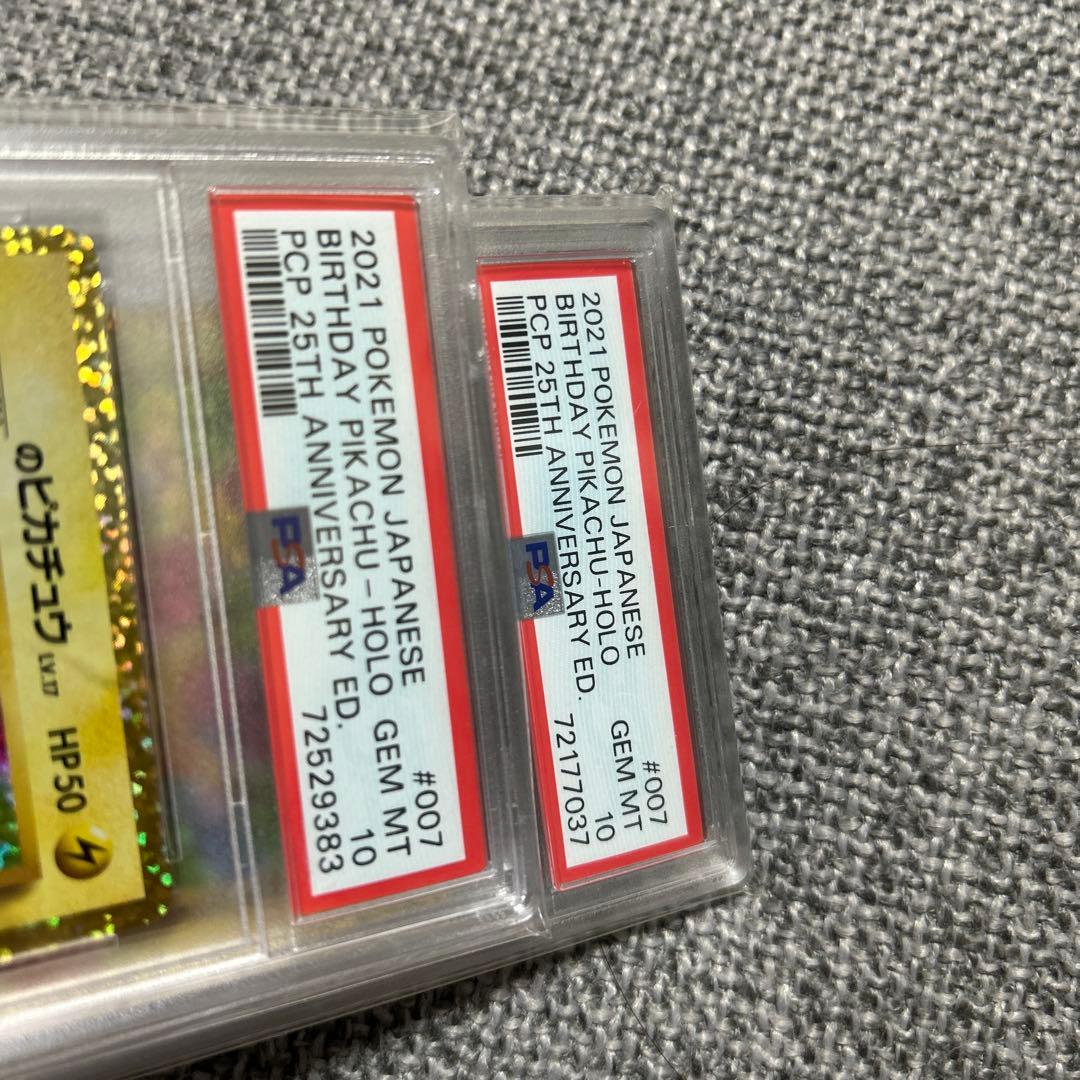 2021 POKEMON JAPANESE #007
BIRTHDAY PIKACHU-HOLO GEM MT
PCP 25TH ANNIVERSARY ED. 10
72529383
PSA
のピカチュウ LV.17 HP50
2021 POKEMON JAPANESE #007
BIRTHDAY PIKACHU-HOLO GEM MT
PCP 25TH ANNIVERSARY ED. 10
72177037
PSA